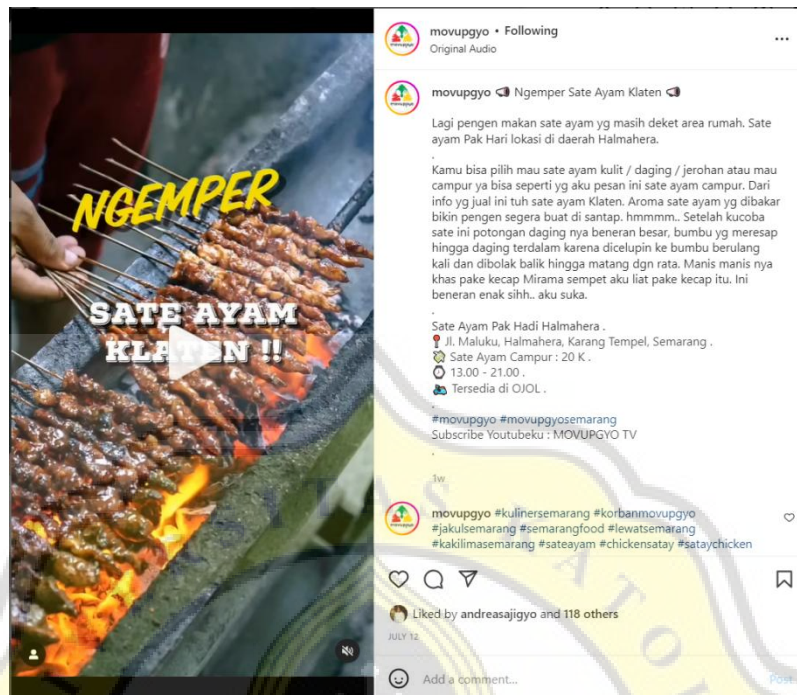 NGEMPER
SATE AYAM
KLATEN !!
movupgyo • Following
Original Audio
movupgyo Ngemper Sate Ayam Klaten
Lagi pengen makan sate ayam yg masih deket area rumah. Sate
ayam Pak Hari lokasi di daerah Halmahera.
.
Kamu bisa pilih mau sate ayam kulit / daging / jerohan atau mau
campur ya bisa seperti yg aku pesan ini sate ayam campur. Dari
info yg jual ini tuh sate ayam Klaten. Aroma sate ayam yg dibakar
bikin pengen segera buat di santap. hmmmm.. Setelah kucoba
sate ini potongan daging nya beneran besar, bumbu yg meresap
hingga daging terdalam karena dicelupin ke bumbu berulang
kali dan dibolak balik hingga matang dgn rata. Manis manis nya
khas pake kecap Mirama sempet aku liat pake kecap itu. Ini
beneran enak sihh.. aku suka.
.
Sate Ayam Pak Hadi Halmahera .
Jl. Maluku, Halmahera, Karang Tempel, Semarang .
Sate Ayam Campur : 20 K .
13.00 - 21.00 .
Tersedia di OJOL .
.
#movupgyo #movupgyosemarang
Subscribe Youtubeku : MOVUPGYO TV
.
1w
movupgyo #kulinersemarang #korbanmovupgyo
#jakulsemarang #semarangfood #lewatsemarang
#kakilimasemarang #sateayam #chickensatay #sataychicken
Liked by andreasajigyo and 118 others
JULY 12
Add a comment...
Post